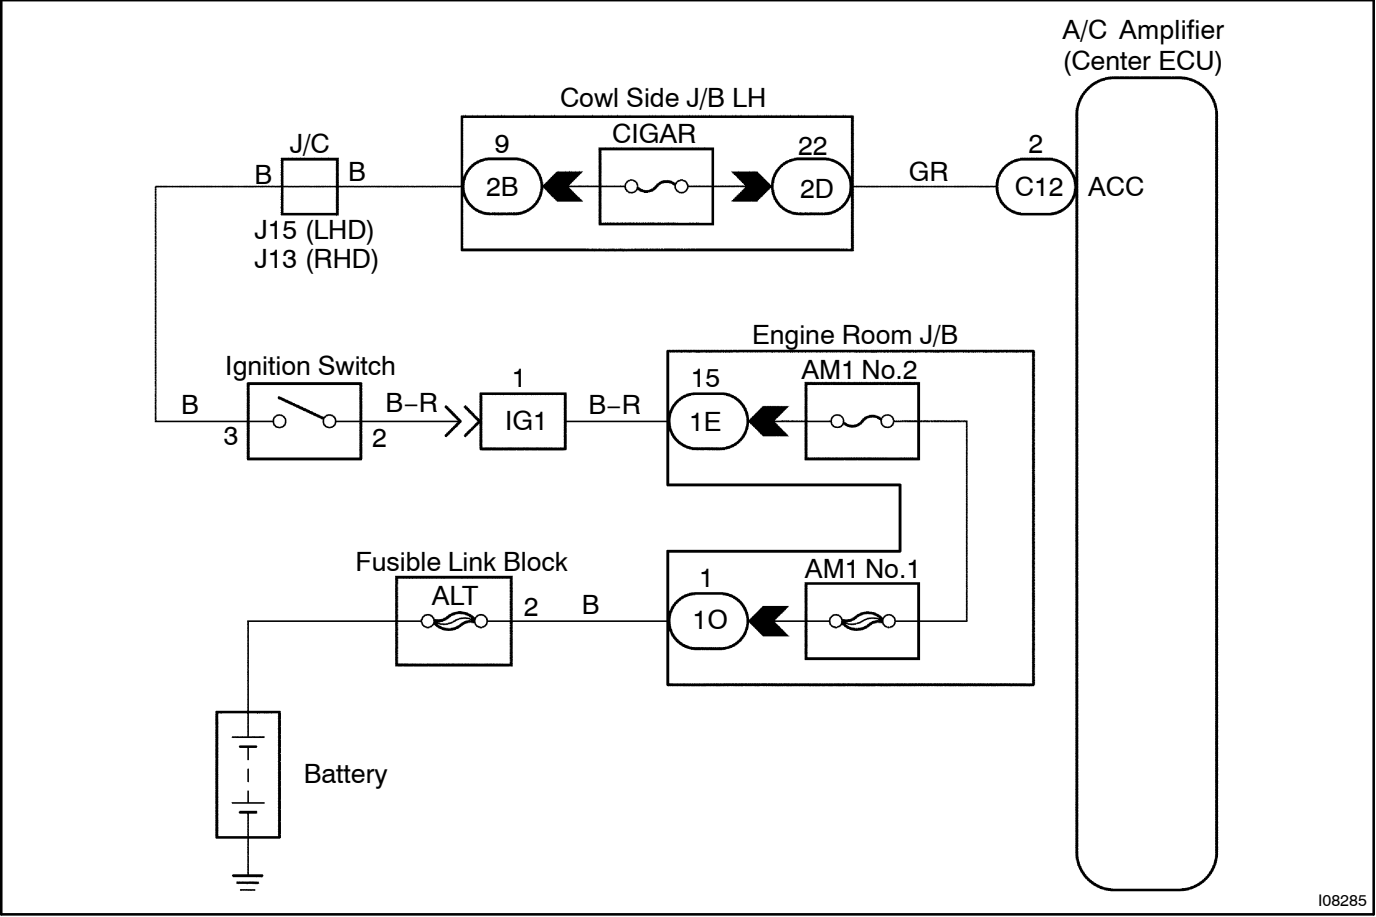 A/C Amplifier
(Center ECU)
Cowl Side J/B LH
J/C
9
CIGAR
22
2
B
B
2B
2D
GR
C12
ACC
J15 (LHD)
J13 (RHD)
Engine Room J/B
Ignition Switch
1
15
AM1 No.2
B
3
2
B–R
IG1
B–R
1E
Fusible Link Block
ALT
2
B
1
1O
AM1 No.1
Battery
I08285